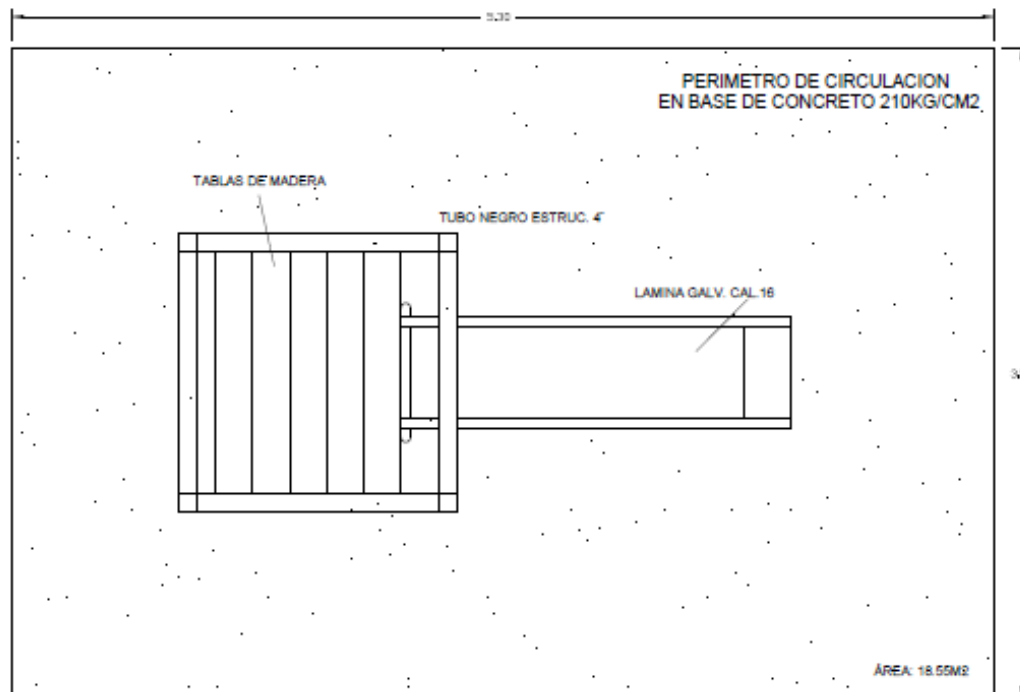 5.30
PERIMETRO DE CIRCULACION
EN BASE DE CONCRETO 210KG/CM2
TABLAS DE MADERA
TUBO NEGRO ESTRUC. 4"
LAMINA GALV. CAL.16
ÁREA: 18.55M2